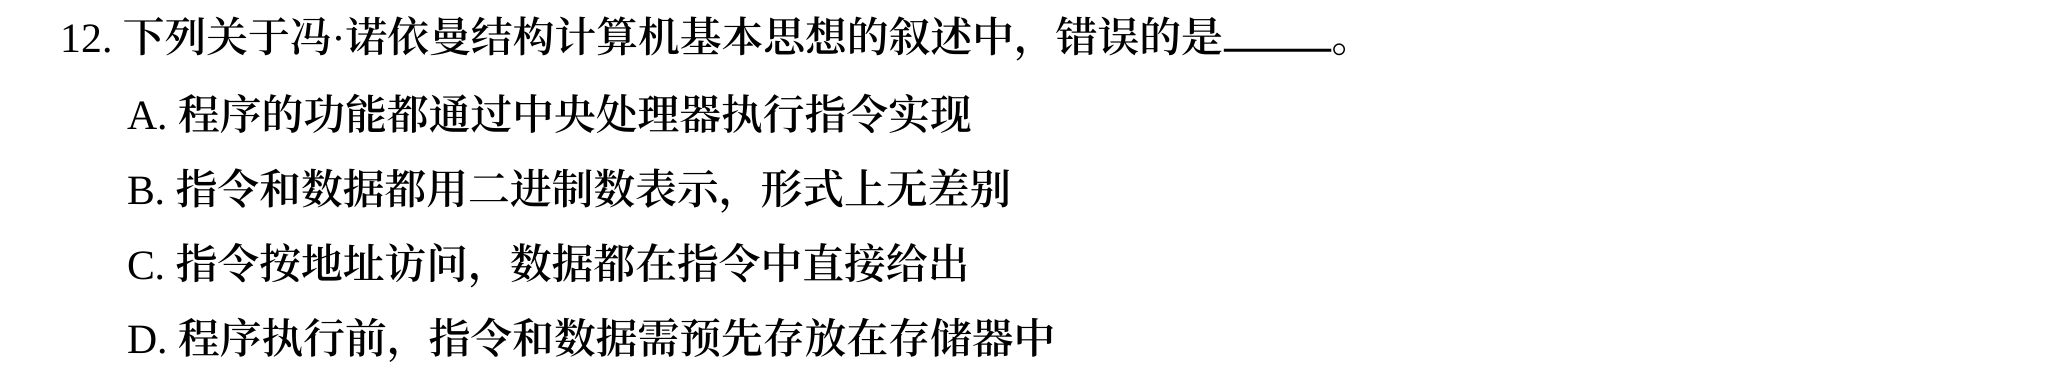 12. 下列关于冯·诺依曼结构计算机基本思想的叙述中，错误的是_____。
A. 程序的功能都通过中央处理器执行指令实现
B. 指令和数据都用二进制数表示，形式上无差别
C. 指令按地址访问，数据都在指令中直接给出
D. 程序执行前，指令和数据需预先存放在存储器中